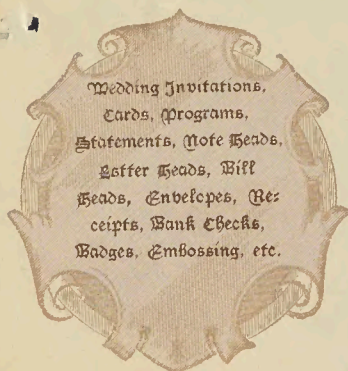 Wedding Invitations,
Cards, Programs,
Statements, Note Heads,
Letter Heads, Bill
Heads, Envelopes, Re-
ceipts, Bank Checks,
Badges, Embossing, etc.